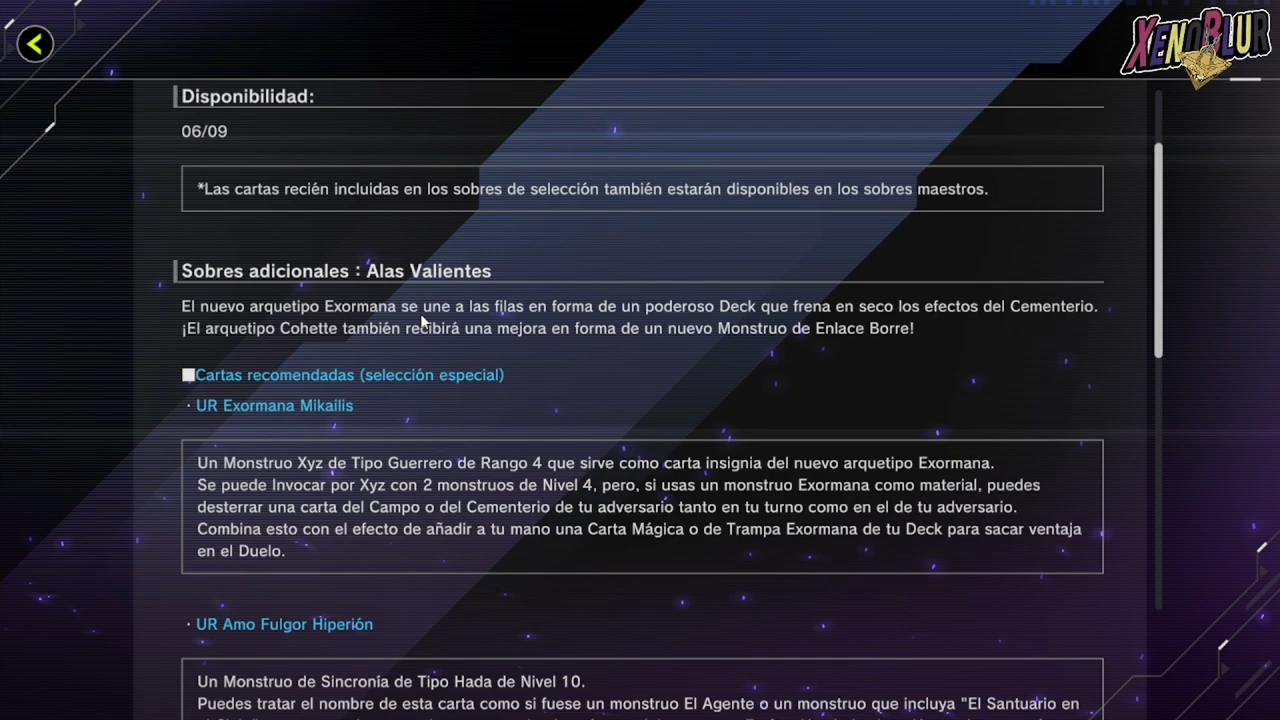 XENOBLUR
Disponibilidad:
06/09
*Las cartas recién incluidas en los sobres de selección también estarán disponibles en los sobres maestros.
Sobres adicionales : Alas Valientes
El nuevo arquetipo Exormana se une a las filas en forma de un poderoso Deck que frena en seco los efectos del Cementerio.
¡El arquetipo Cohette también recibirá una mejora en forma de un nuevo Monstruo de Enlace Borre!
■Cartas recomendadas (selección especial)
· UR Exormana Mikailis
Un Monstruo Xyz de Tipo Guerrero de Rango 4 que sirve como carta insignia del nuevo arquetipo Exormana.
Se puede Invocar por Xyz con 2 monstruos de Nivel 4, pero, si usas un monstruo Exormana como material, puedes
desterrar una carta del Campo o del Cementerio de tu adversario tanto en tu turno como en el de tu adversario.
Combina esto con el efecto de añadir a tu mano una Carta Mágica o de Trampa Exormana de tu Deck para sacar ventaja
en el Duelo.
· UR Amo Fulgor Hiperión
Un Monstruo de Sincronía de Tipo Hada de Nivel 10.
Puedes tratar el nombre de esta carta como si fuese un monstruo El Agente o un monstruo que incluya "El Santuario en